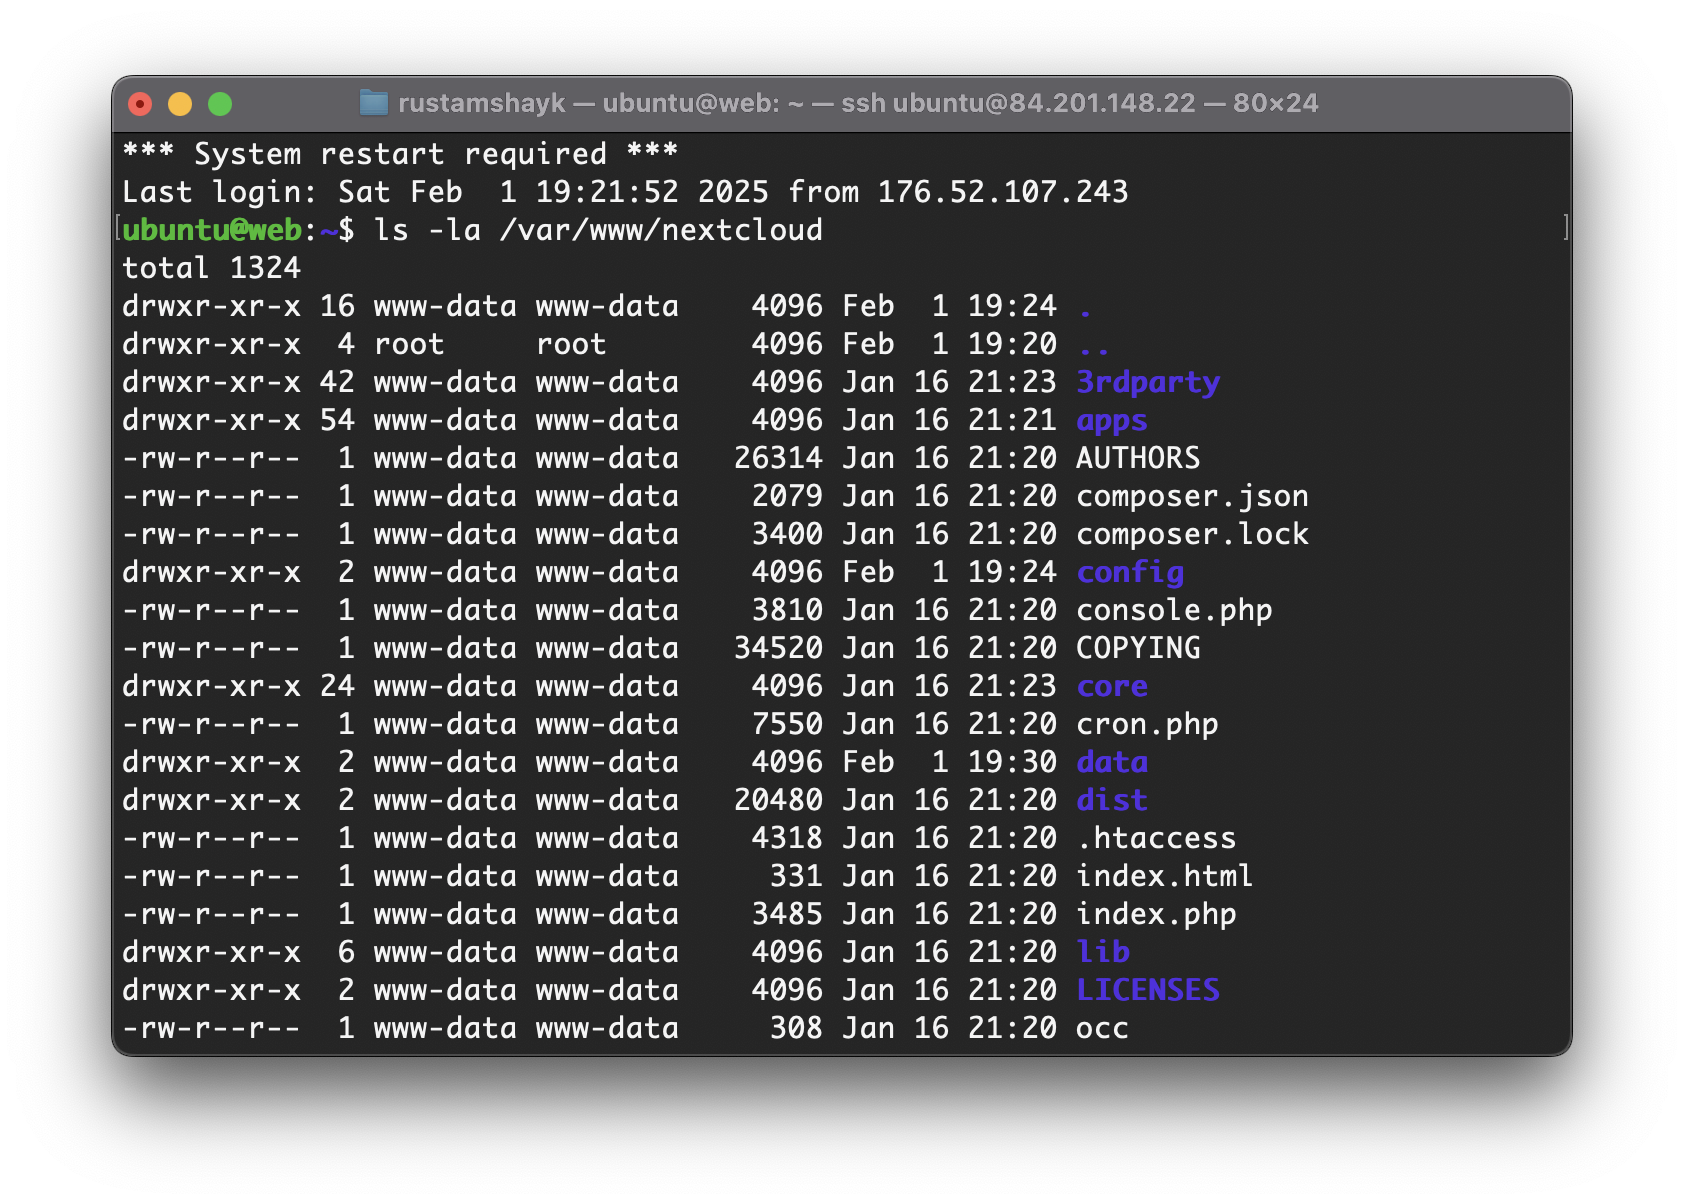 rustamshayk — ubuntu@web: ~ — ssh ubuntu@84.201.148.22 — 80×24
*** System restart required ***
Last login: Sat Feb  1 19:21:52 2025 from 176.52.107.243
[ubuntu@web:~$ ls -la /var/www/nextcloud ]
total 1324
drwxr-xr-x 16 www-data www-data    4096 Feb  1 19:24 .
drwxr-xr-x  4 root     root        4096 Feb  1 19:20 ..
drwxr-xr-x 42 www-data www-data    4096 Jan 16 21:23 3rdparty
drwxr-xr-x 54 www-data www-data    4096 Jan 16 21:21 apps
-rw-r--r--  1 www-data www-data   26314 Jan 16 21:20 AUTHORS
-rw-r--r--  1 www-data www-data    2079 Jan 16 21:20 composer.json
-rw-r--r--  1 www-data www-data    3400 Jan 16 21:20 composer.lock
drwxr-xr-x  2 www-data www-data    4096 Feb  1 19:24 config
-rw-r--r--  1 www-data www-data    3810 Jan 16 21:20 console.php
-rw-r--r--  1 www-data www-data   34520 Jan 16 21:20 COPYING
drwxr-xr-x 24 www-data www-data    4096 Jan 16 21:23 core
-rw-r--r--  1 www-data www-data    7550 Jan 16 21:20 cron.php
drwxr-xr-x  2 www-data www-data    4096 Feb  1 19:30 data
drwxr-xr-x  2 www-data www-data   20480 Jan 16 21:20 dist
-rw-r--r--  1 www-data www-data    4318 Jan 16 21:20 .htaccess
-rw-r--r--  1 www-data www-data     331 Jan 16 21:20 index.html
-rw-r--r--  1 www-data www-data    3485 Jan 16 21:20 index.php
drwxr-xr-x  6 www-data www-data    4096 Jan 16 21:20 lib
drwxr-xr-x  2 www-data www-data    4096 Jan 16 21:20 LICENSES
-rw-r--r--  1 www-data www-data     308 Jan 16 21:20 occ